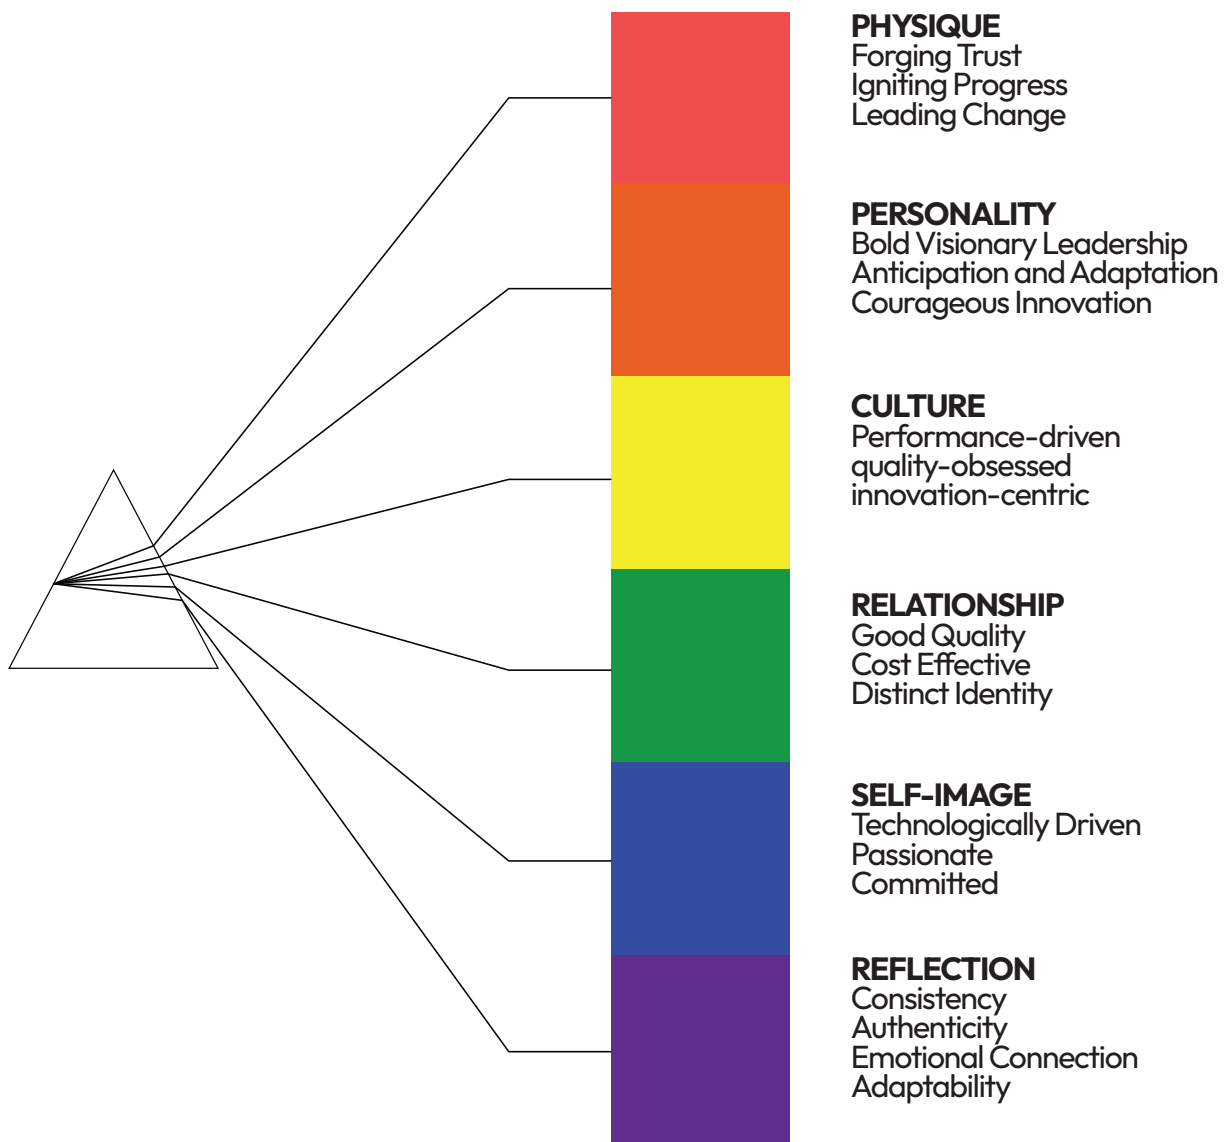 PHYSIQUE
Forging Trust
Igniting Progress
Leading Change
PERSONALITY
Bold Visionary Leadership
Anticipation and Adaptation
Courageous Innovation
CULTURE
Performance-driven
quality-obsessed
innovation-centric
RELATIONSHIP
Good Quality
Cost Effective
Distinct Identity
SELF-IMAGE
Technologically Driven
Passionate
Committed
REFLECTION
Consistency
Authenticity
Emotional Connection
Adaptability